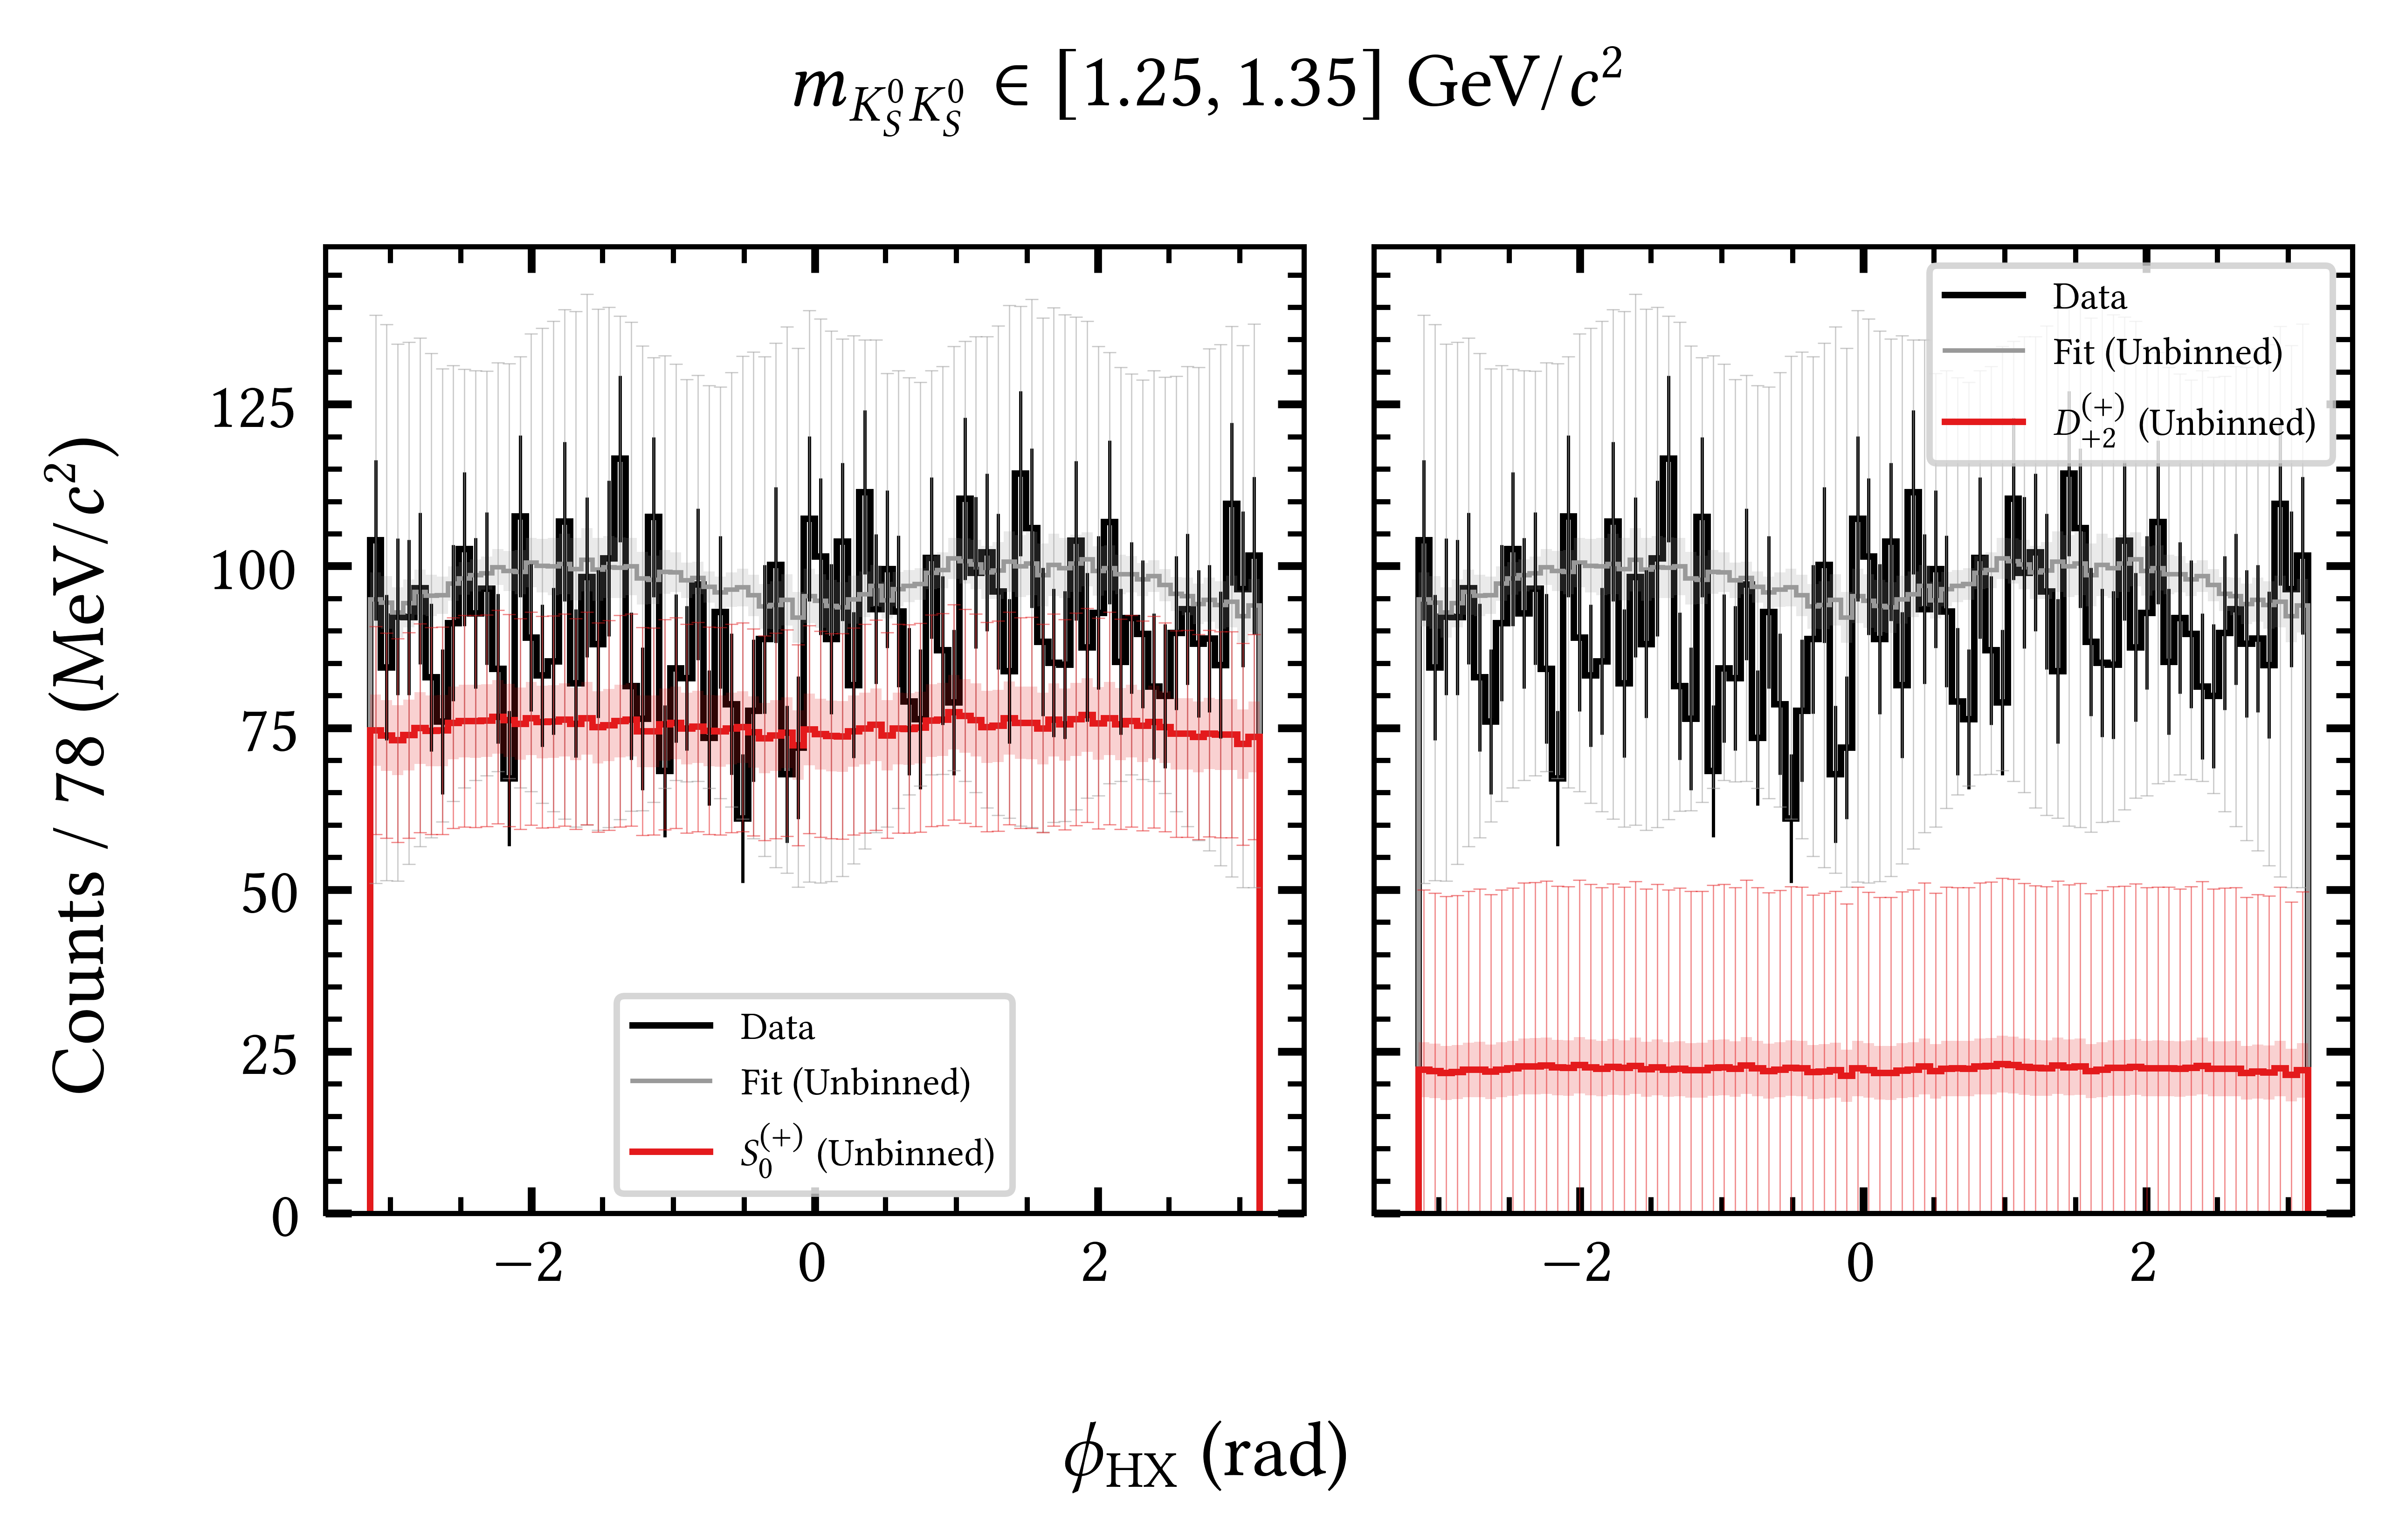 m_{K_S^0 K_S^0} ∈ [1.25, 1.35] GeV/c²
Counts / 78 (MeV/c²)
125
100
75
50
25
0
Data
Fit (Unbinned)
S_0^{(+)} (Unbinned)
−2
0
2
Data
Fit (Unbinned)
D_{+2}^{(+)} (Unbinned)
−2
0
2
ϕ_{HX} (rad)